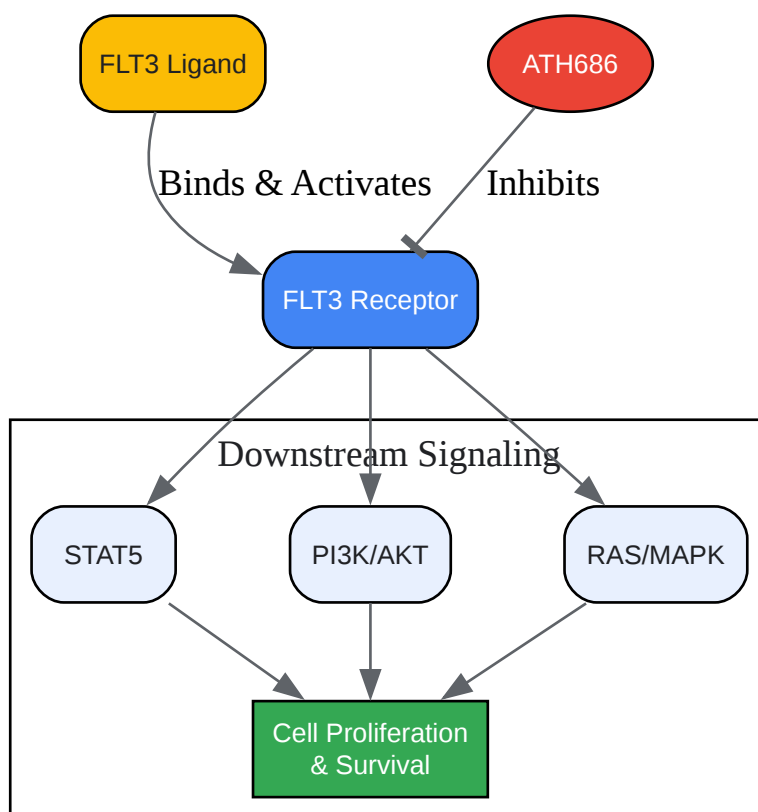 FLT3 Ligand
ATH686
Binds & Activates
Inhibits
FLT3 Receptor
Downstream Signaling
STAT5
PI3K/AKT
RAS/MAPK
Cell Proliferation
& Survival